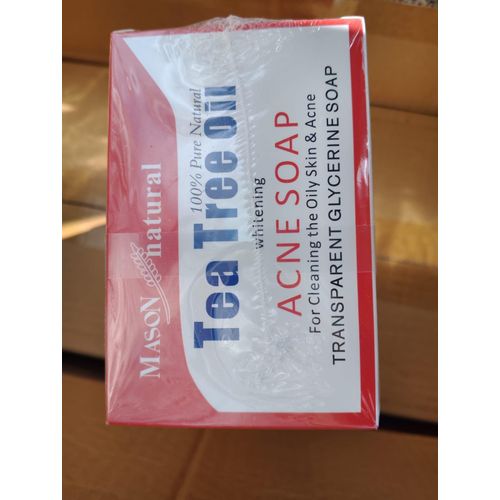 MASON natural
100% Pure Natural
Tea Tree oil
whitening
ACNE SOAP
For Cleaning the Oily Skin & Acne
TRANSPARENT GLYCERINE SOAP